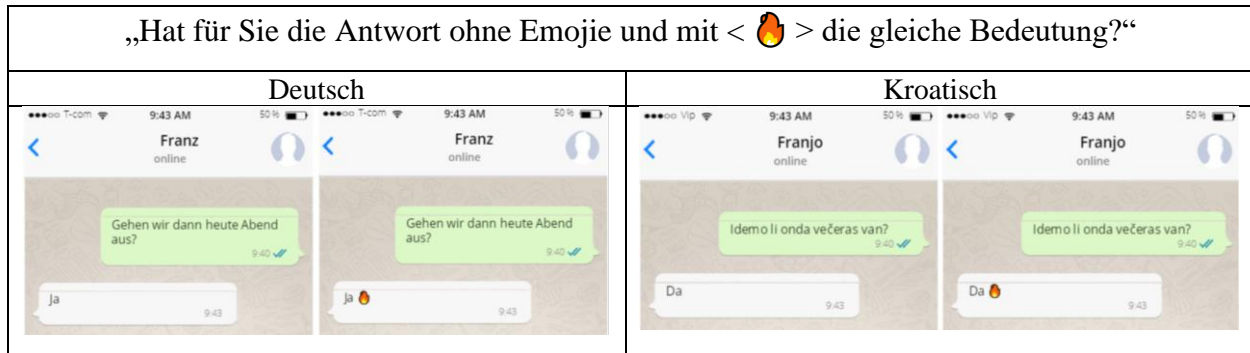 „Hat für Sie die Antwort ohne Emojie und mit < 🔥 > die gleiche Bedeutung?“
Deutsch
T-com 9:43 AM 50 %
Franz
online
Gehen wir dann heute Abend
aus?
9:40
Ja
9:43
T-com 9:43 AM 50 %
Franz
online
Gehen wir dann heute Abend
aus?
9:40
Ja 🔥
9:43
Kroatisch
Vip 9:43 AM 50 %
Franjo
online
Idemo li onda večeras van?
9:40
Da
9:43
Vip 9:43 AM 50 %
Franjo
online
Idemo li onda večeras van?
9:40
Da 🔥
9:43